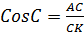 CosC = AC/CK